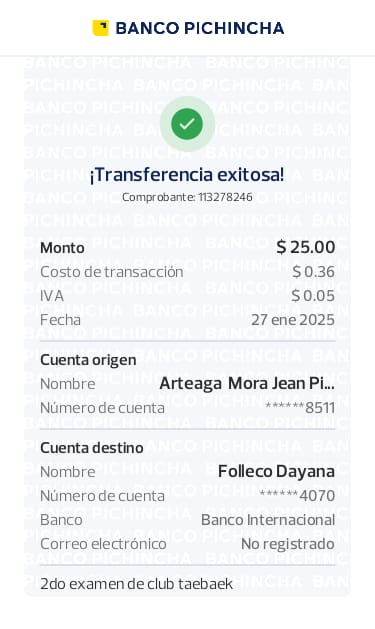 BANCO PICHINCHA
¡Transferencia exitosa!
Comprobante: 113278246
Monto $ 25.00
Costo de transacción $ 0.36
IVA $ 0.05
Fecha 27 ene 2025
Cuenta origen
Nombre Arteaga Mora Jean Pi...
Número de cuenta ******8511
Cuenta destino
Nombre Folleco Dayana
Número de cuenta ******4070
Banco Banco Internacional
Correo electrónico No registrado
2do examen de club taebaek